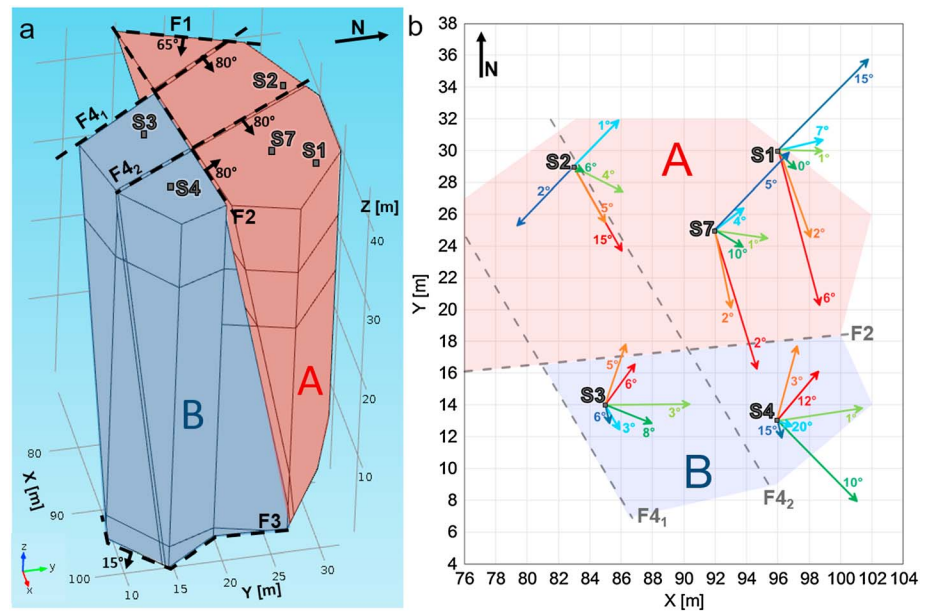 a
F1
65°
N
80°
S2
F4₁
S3
80°
S7
S1
F4₂
S4
80°
F2
Z [m]
40
30
A
B
20
80
10
X [m]
90
F3
30
z
y
x
15°
100
20
Y [m]
15
10
b
38
36
34
32
30
28
26
24
22
20
18
16
14
12
10
8
6
4
Y [m]
N
15°
1°
A
7°
S1
1°
0°
S2
6°
4°
5°
2°
5°
4°
S7
1°
10°
15°
2°
6°
2°
2°
F2
5°
6°
3°
S3
12°
3°
S4
1°
6°
3°
8°
15°
20°
B
10°
F4₁
F4₂
76 78 80 82 84 86 88 90 92 94 96 98 100 102 104
X [m]